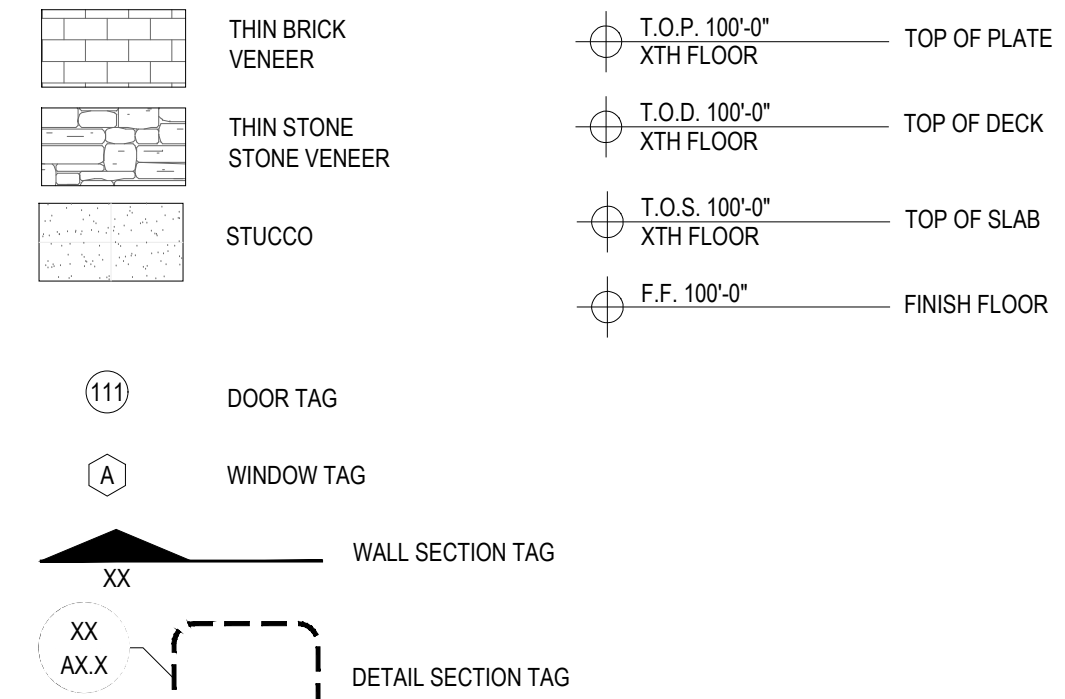 THIN BRICK
VENEER
THIN STONE
STONE VENEER
STUCCO
T.O.P. 100'-0"
XTH FLOOR
TOP OF PLATE
T.O.D. 100'-0"
XTH FLOOR
TOP OF DECK
T.O.S. 100'-0"
XTH FLOOR
TOP OF SLAB
F.F. 100'-0"
FINISH FLOOR
111
DOOR TAG
A
WINDOW TAG
XX
WALL SECTION TAG
XX
AX.X
DETAIL SECTION TAG